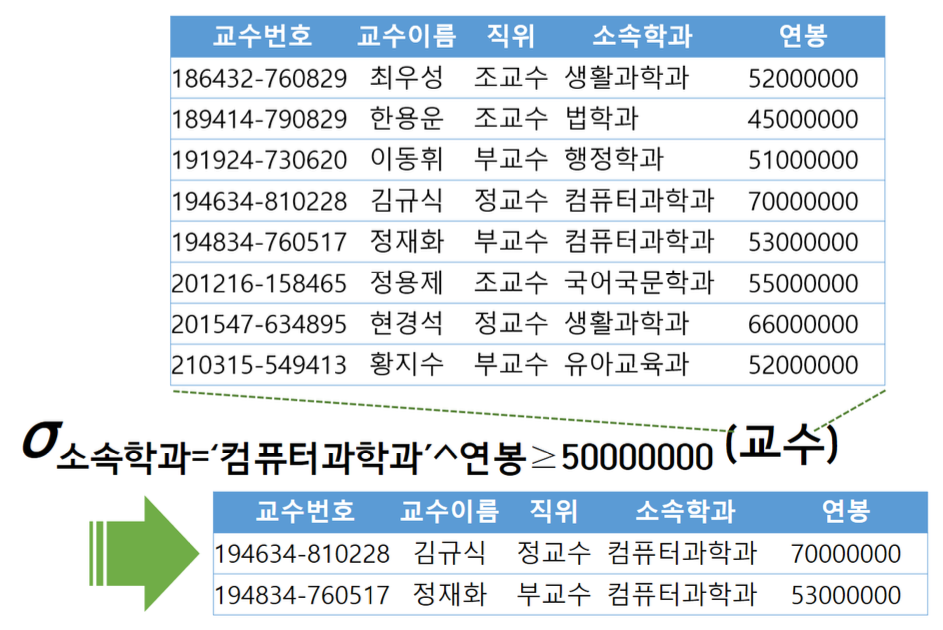 교수번호 교수이름 직위 소속학과 연봉
186432-760829 최우성 조교수 생활과학과 52000000
189414-790829 한용운 조교수 법학과 45000000
191924-730620 이동휘 부교수 행정학과 51000000
194634-810228 김규식 정교수 컴퓨터과학과 70000000
194834-760517 정재화 부교수 컴퓨터과학과 53000000
201216-158465 정용제 조교수 국어국문학과 55000000
201547-634895 현경석 정교수 생활과학과 66000000
210315-549413 황지수 부교수 유아교육과 52000000
σ소속학과=‘컴퓨터과학과’^연봉≥50000000 (교수)
교수번호 교수이름 직위 소속학과 연봉
194634-810228 김규식 정교수 컴퓨터과학과 70000000
194834-760517 정재화 부교수 컴퓨터과학과 53000000